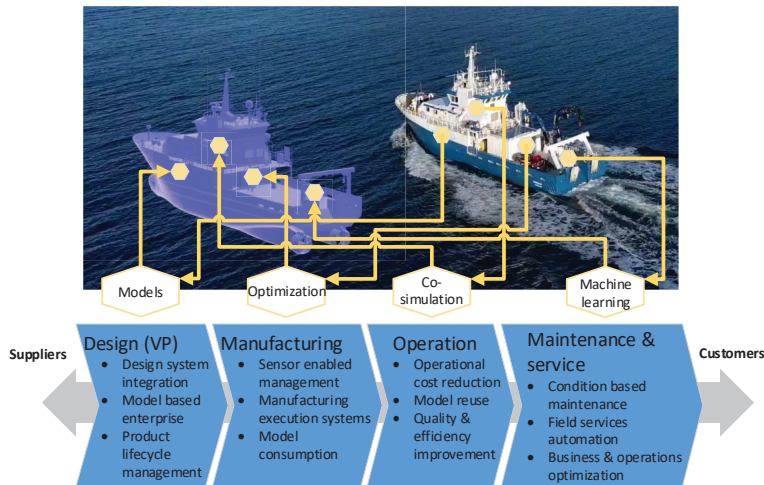 Models
Optimization
Co-
simulation
Machine
learning
Suppliers
Design (VP)
• Design system
integration
• Model based
enterprise
• Product
lifecycle
management
Manufacturing
• Sensor enabled
management
• Manufacturing
execution systems
• Model
consumption
Operation
• Operational
cost reduction
• Model reuse
• Quality &
efficiency
improvement
Maintenance &
service
• Condition based
maintenance
• Field services
automation
• Business & operations
optimization
Customers